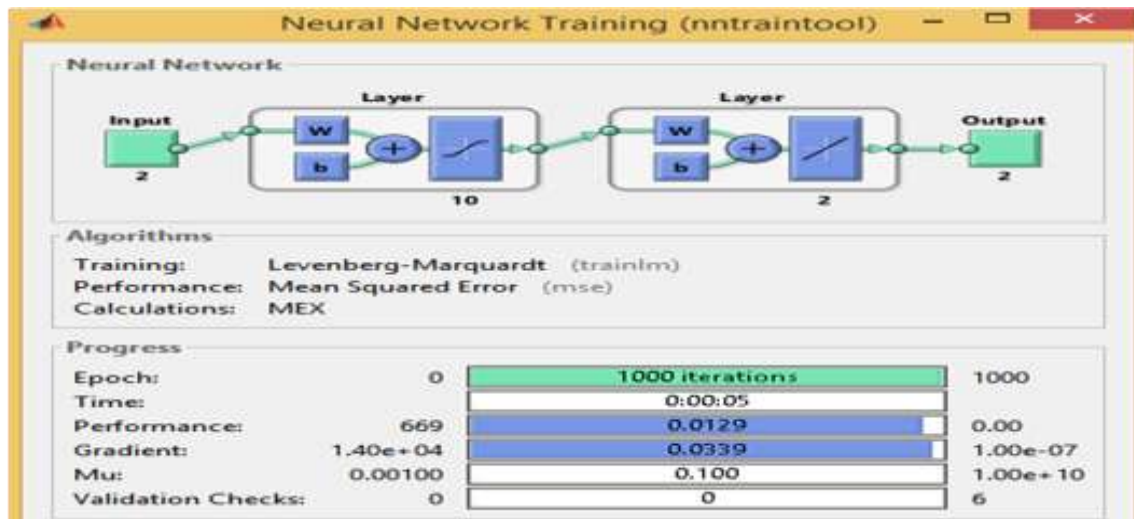 Neural Network Training (nntraintool)
Neural Network
Layer Layer
Input Output
W W
b b
+ +
2 10 2 2
Algorithms
Training: Levenberg-Marquardt (trainlm)
Performance: Mean Squared Error (mse)
Calculations: MEX
Progress
Epoch: 0 1000 iterations 1000
Time: 0:00:05
Performance: 669 0.0129 0.00
Gradient: 1.40e+04 0.0339 1.00e-07
Mu: 0.00100 0.100 1.00e+10
Validation Checks: 0 0 6